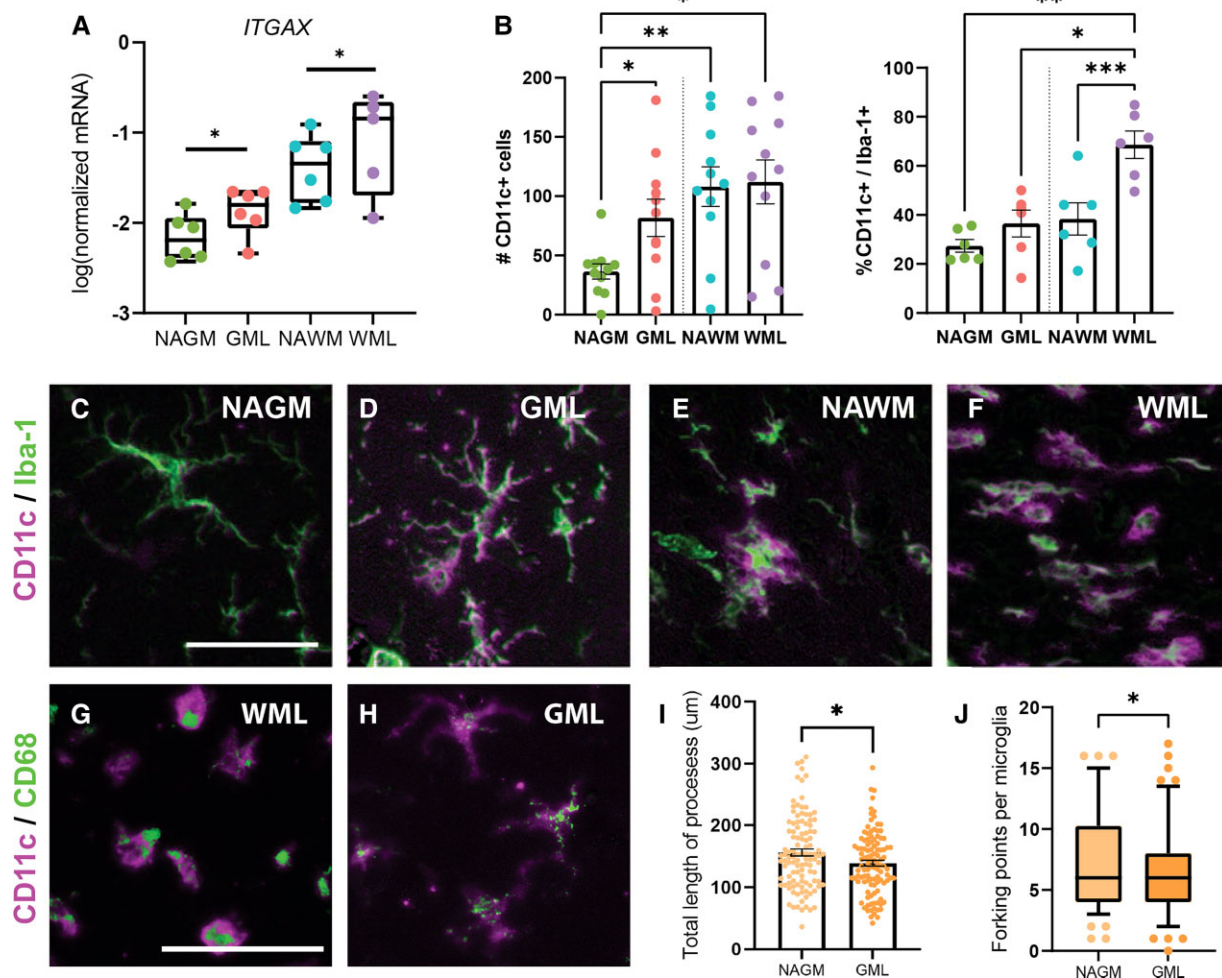 A
ITGAX
log(normalized mRNA)
-0
-1
-2
-3
*
*
NAGM GML NAWM WML
B
# CD11c+ cells
200
150
100
50
0
*
**
*
NAGM GML NAWM WML
%CD11c+ / Iba-1+
100
80
60
40
20
0
**
*
***
NAGM GML NAWM WML
CD11c / Iba-1
C NAGM
D GML
E NAWM
F WML
CD11c / CD68
G WML
H GML
I
Total length of procesess (um)
400
300
200
100
0
*
NAGM GML
J
Forking points per microglia
20
15
10
5
0
*
NAGM GML